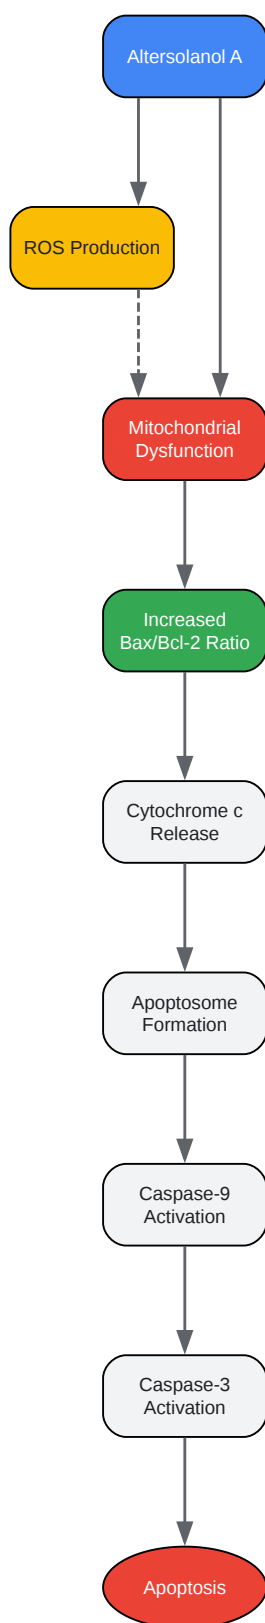 Altersolanol A
ROS Production
Mitochondrial
Dysfunction
Increased
Bax/Bcl-2 Ratio
Cytochrome c
Release
Apoptosome
Formation
Caspase-9
Activation
Caspase-3
Activation
Apoptosis